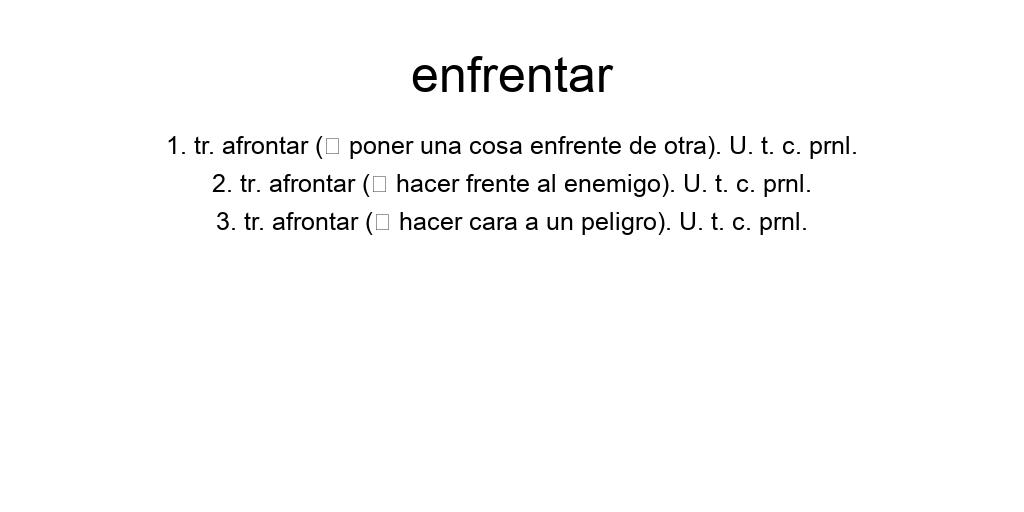 enfrentar
1. tr. afrontar (□ poner una cosa enfrente de otra). U. t. c. prnl.
2. tr. afrontar (□ hacer frente al enemigo). U. t. c. prnl.
3. tr. afrontar (□ hacer cara a un peligro). U. t. c. prnl.